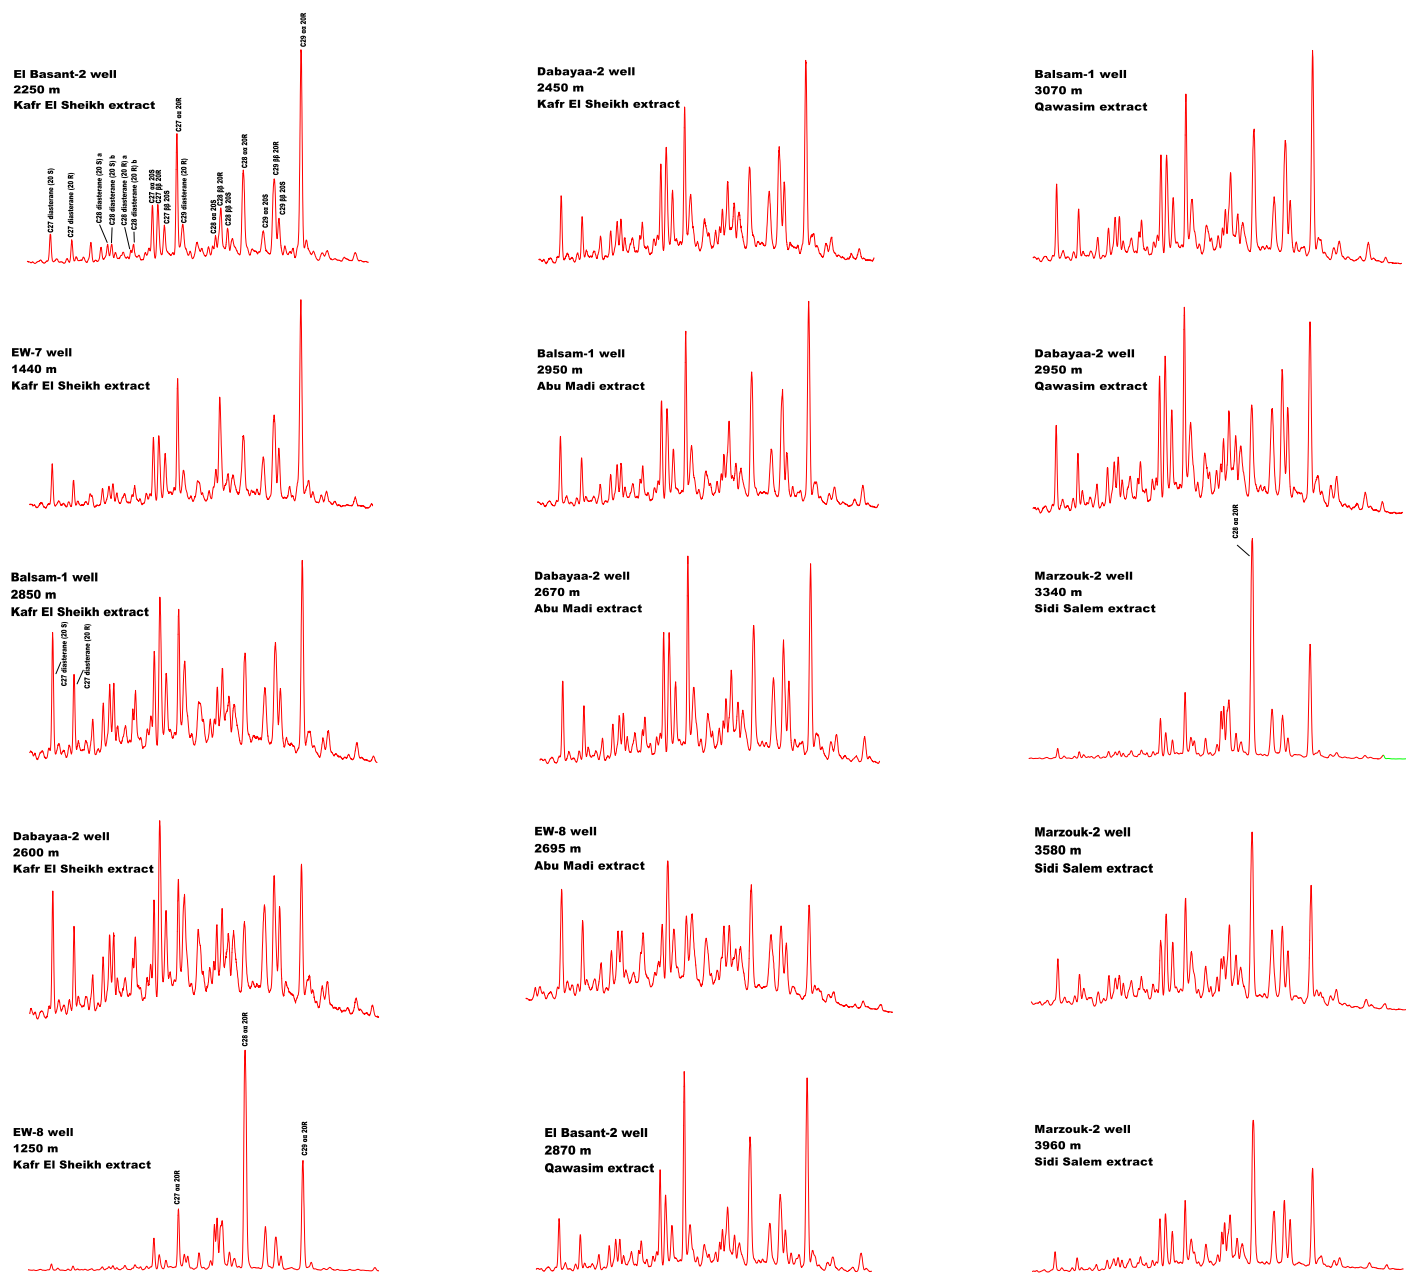 El Basant-2 well
2250 m
Kafr El Sheikh extract
C27 diasterane (20 S)
C27 diasterane (20 R)
C28 diasterane (20 S) a
C28 diasterane (20 S) b
C28 diasterane (20 R) a
C28 diasterane (20 R) b
C27 αα 20S
C27 ββ 20R
C27 ββ 20S
C27 αα 20R
C29 diasterane (20 R)
C28 αα 20S
C28 ββ 20R
C28 ββ 20S
C28 αα 20R
C29 αα 20S
C29 ββ 20R
C29 ββ 20S
C29 αα 20R
Dabayaa-2 well
2450 m
Kafr El Sheikh extract
Balsam-1 well
3070 m
Qawasim extract
EW-7 well
1440 m
Kafr El Sheikh extract
Balsam-1 well
2950 m
Abu Madi extract
Dabayaa-2 well
2950 m
Qawasim extract
Balsam-1 well
2850 m
Kafr El Sheikh extract
C27 diasterane (20 S)
C27 diasterane (20 R)
Dabayaa-2 well
2670 m
Abu Madi extract
Marzouk-2 well
3340 m
Sidi Salem extract
C28 αα 20R
Dabayaa-2 well
2600 m
Kafr El Sheikh extract
EW-8 well
2695 m
Abu Madi extract
Marzouk-2 well
3580 m
Sidi Salem extract
EW-8 well
1250 m
Kafr El Sheikh extract
C27 αα 20R
C28 αα 20R
C29 αα 20R
El Basant-2 well
2870 m
Qawasim extract
Marzouk-2 well
3960 m
Sidi Salem extract